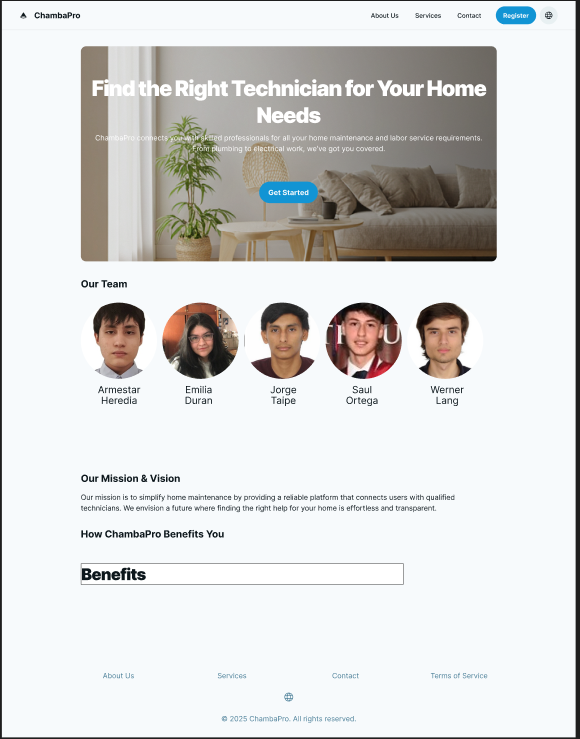 ChambaPro
About Us
Services
Contact
Register
Find the Right Technician for Your Home
Needs
ChambaPro connects you with skilled professionals for all your home maintenance and labor service requirements.
From plumbing to electrical work, we've got you covered.
Get Started
Our Team
Armestar
Heredia
Emilia
Duran
Jorge
Taipe
Saul
Ortega
Werner
Lang
Our Mission & Vision
Our mission is to simplify home maintenance by providing a reliable platform that connects users with qualified
technicians. We envision a future where finding the right help for your home is effortless and transparent.
How ChambaPro Benefits You
Benefits
About Us
Services
Contact
Terms of Service
© 2025 ChambaPro. All rights reserved.